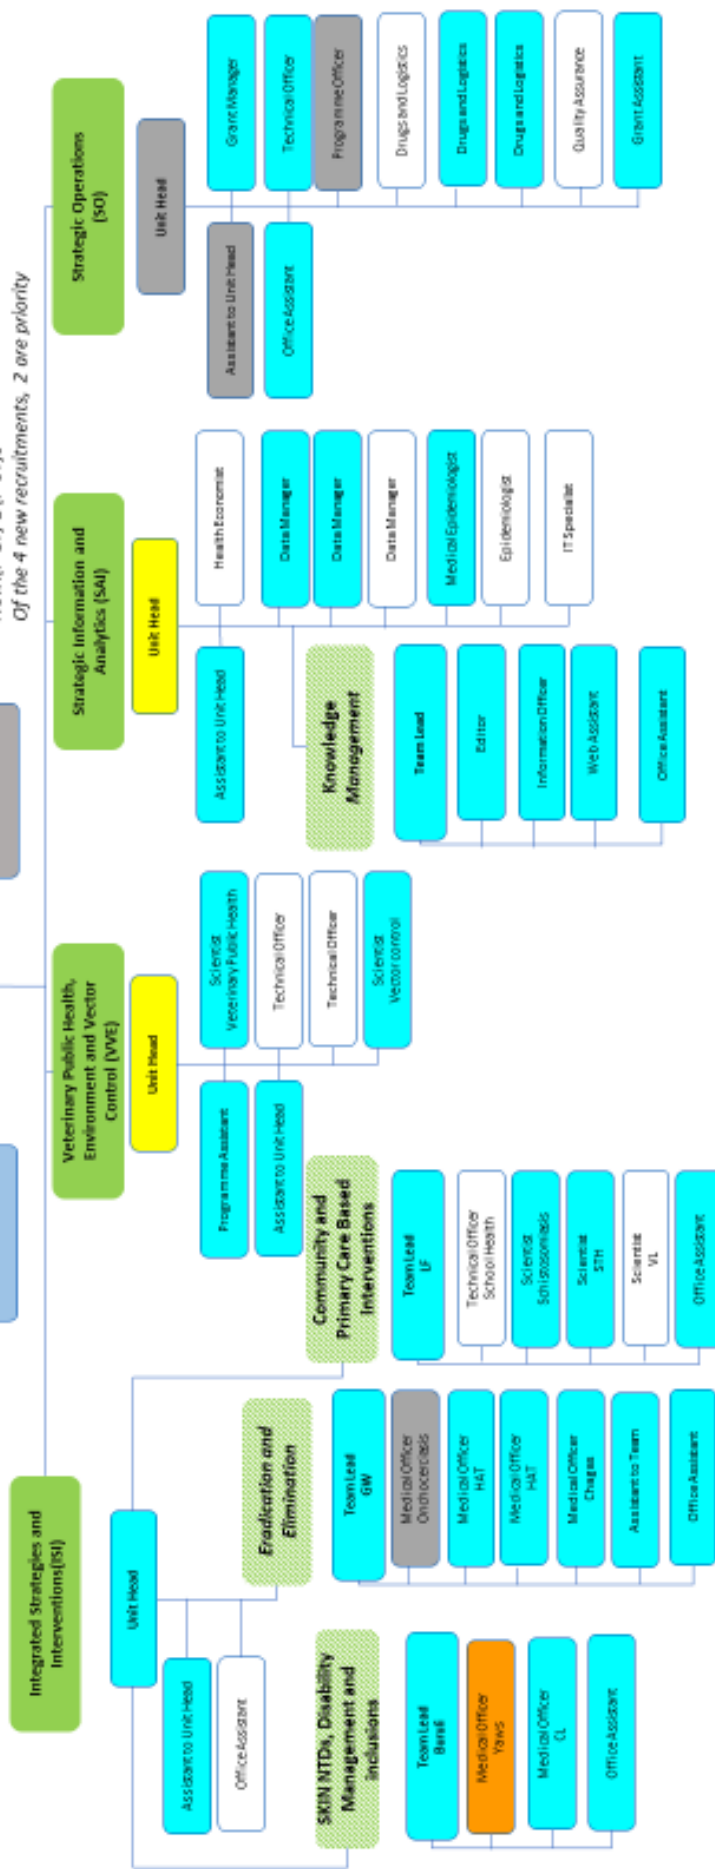 Of the 4 new recruitments, 2 are priority
Integrated Strategies and
Interventions(ISI)
Unit Head
Assistant to Unit Head
Office Assistant
SKIN NTDs, Disability
Management and
inclusions
Team Lead
Medical Officer
Yaws
Medical Officer
CL
Office Assistant
Eradication and
Elimination
Team Lead
GW
Medical Officer
Onchocerciasis
Medical Officer
HAT
Medical Officer
HAT
Medical Officer
Chagas
Assistant to Team
Office Assistant
Community and
Primary Care Based
Interventions
Team Lead
LF
Technical Officer
School Health
Scientist
Schistosomiasis
Scientist
STH
Scientist
VL
Office Assistant
Veterinary Public Health,
Environment and Vector
Control (VVE)
Unit Head
Programme Assistant
Assistant to Unit Head
Scientist
Veterinary Public Health
Technical Officer
Technical Officer
Scientist
Vector control
Strategic Information and
Analytics (SAI)
Unit Head
Assistant to Unit Head
Health Economist
Data Manager
Data Manager
Data Manager
Medical Epidemiologist
Epidemiologist
IT Specialist
Knowledge
Management
Team Lead
Editor
Information Officer
Web Assistant
Office Assistant
Strategic Operations
(SO)
Unit Head
Assistant to Unit Head
Office Assistant
Grant Manager
Technical Officer
Programme Officer
Drugs and Logistics
Drugs and Logistics
Drugs and Logistics
Quality Assurance
Grant Assistant